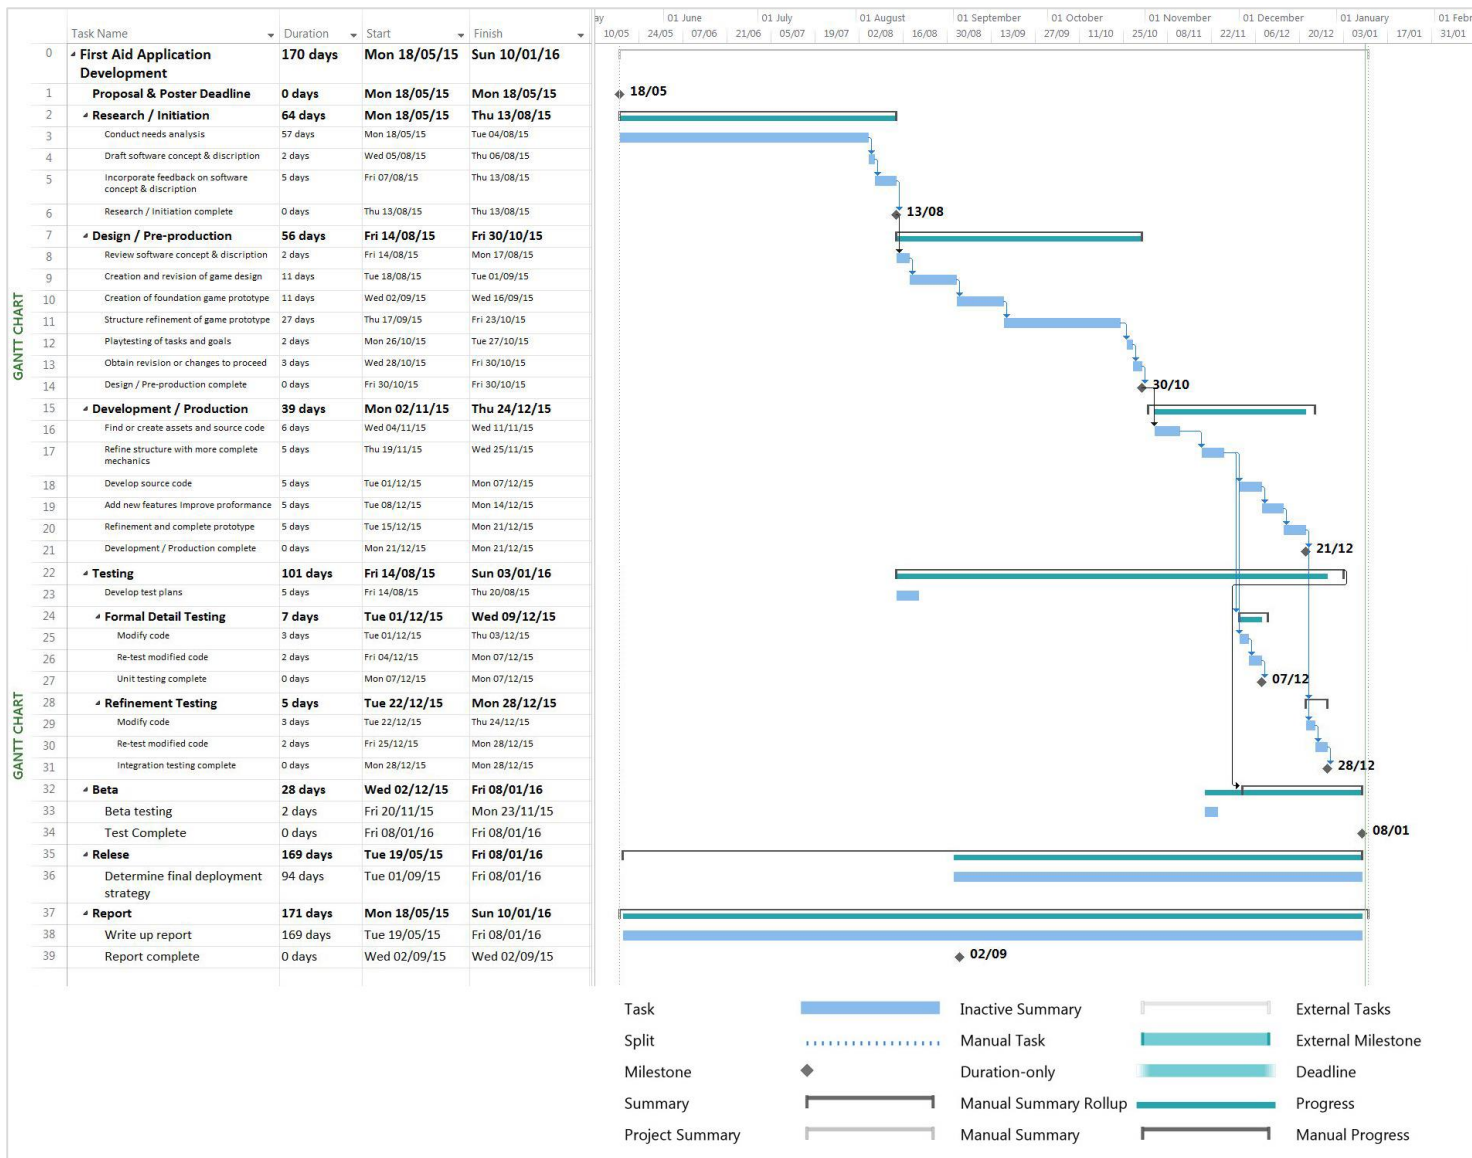 ay 01 June 01 July 01 August 01 September 01 October 01 November 01 December 01 January 01 Febr
Task Name Duration Start Finish 10/05 24/05 07/06 21/06 05/07 19/07 02/08 16/08 30/08 13/09 27/09 11/10 25/10 08/11 22/11 06/12 20/12 03/01 17/01 31/01
0 First Aid Application 170 days Mon 18/05/15 Sun 10/01/16
Development
1 Proposal & Poster Deadline 0 days Mon 18/05/15 Mon 18/05/15 18/05
2 Research / Initiation 64 days Mon 18/05/15 Thu 13/08/15
3 Conduct needs analysis 57 days Mon 18/05/15 Tue 04/08/15
4 Draft software concept & discription 2 days Wed 05/08/15 Thu 06/08/15
5 Incorporate feedback on software 5 days Fri 07/08/15 Thu 13/08/15
concept & discription
6 Research / Initiation complete 0 days Thu 13/08/15 Thu 13/08/15 13/08
7 Design / Pre-production 56 days Fri 14/08/15 Fri 30/10/15
8 Review software concept & discription 2 days Fri 14/08/15 Mon 17/08/15
9 Creation and revision of game design 11 days Tue 18/08/15 Tue 01/09/15
10 Creation of foundation game prototype 11 days Wed 02/09/15 Wed 16/09/15
11 Structure refinement of game prototype 27 days Thu 17/09/15 Fri 23/10/15
GANTT CHART
12 Playtesting of tasks and goals 2 days Mon 26/10/15 Tue 27/10/15
13 Obtain revision or changes to proceed 3 days Wed 28/10/15 Fri 30/10/15
14 Design / Pre-production complete 0 days Fri 30/10/15 Fri 30/10/15 30/10
15 Development / Production 39 days Mon 02/11/15 Thu 24/12/15
16 Find or create assets and source code 6 days Wed 04/11/15 Wed 11/11/15
17 Refine structure with more complete 5 days Thu 19/11/15 Wed 25/11/15
mechanics
18 Develop source code 5 days Tue 01/12/15 Mon 07/12/15
19 Add new features Improve proformance 5 days Tue 08/12/15 Mon 14/12/15
20 Refinement and complete prototype 5 days Tue 15/12/15 Mon 21/12/15
21 Development / Production complete 0 days Mon 21/12/15 Mon 21/12/15 21/12
22 Testing 101 days Fri 14/08/15 Sun 03/01/16
23 Develop test plans 5 days Fri 14/08/15 Thu 20/08/15
24 Formal Detail Testing 7 days Tue 01/12/15 Wed 09/12/15
25 Modify code 3 days Tue 01/12/15 Thu 03/12/15
26 Re-test modified code 2 days Fri 04/12/15 Mon 07/12/15
27 Unit testing complete 0 days Mon 07/12/15 Mon 07/12/15 07/12
28 Refinement Testing 5 days Tue 22/12/15 Mon 28/12/15
29 Modify code 3 days Tue 22/12/15 Thu 24/12/15
GANTT CHART
30 Re-test modified code 2 days Fri 25/12/15 Mon 28/12/15
31 Integration testing complete 0 days Mon 28/12/15 Mon 28/12/15 28/12
32 Beta 28 days Wed 02/12/15 Fri 08/01/16
33 Beta testing 2 days Fri 20/11/15 Mon 23/11/15
34 Test Complete 0 days Fri 08/01/16 Fri 08/01/16 08/01
35 Relese 169 days Tue 19/05/15 Fri 08/01/16
36 Determine final deployment 94 days Tue 01/09/15 Fri 08/01/16
strategy
37 Report 171 days Mon 18/05/15 Sun 10/01/16
38 Write up report 169 days Tue 19/05/15 Fri 08/01/16
39 Report complete 0 days Wed 02/09/15 Wed 02/09/15 02/09
Task Inactive Summary External Tasks
Split Manual Task External Milestone
Milestone Duration-only Deadline
Summary Manual Summary Rollup Progress
Project Summary Manual Summary Manual Progress